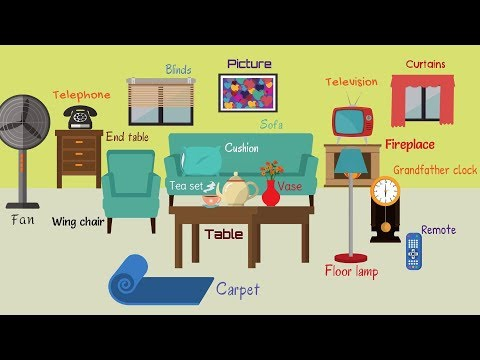 Picture
Curtains
Blinds
Television
Telephone
Sofa
End table
Cushion
Fireplace
Grandfather clock
Tea set
Vase
Fan
Wing chair
Table
Remote
Floor lamp
Carpet